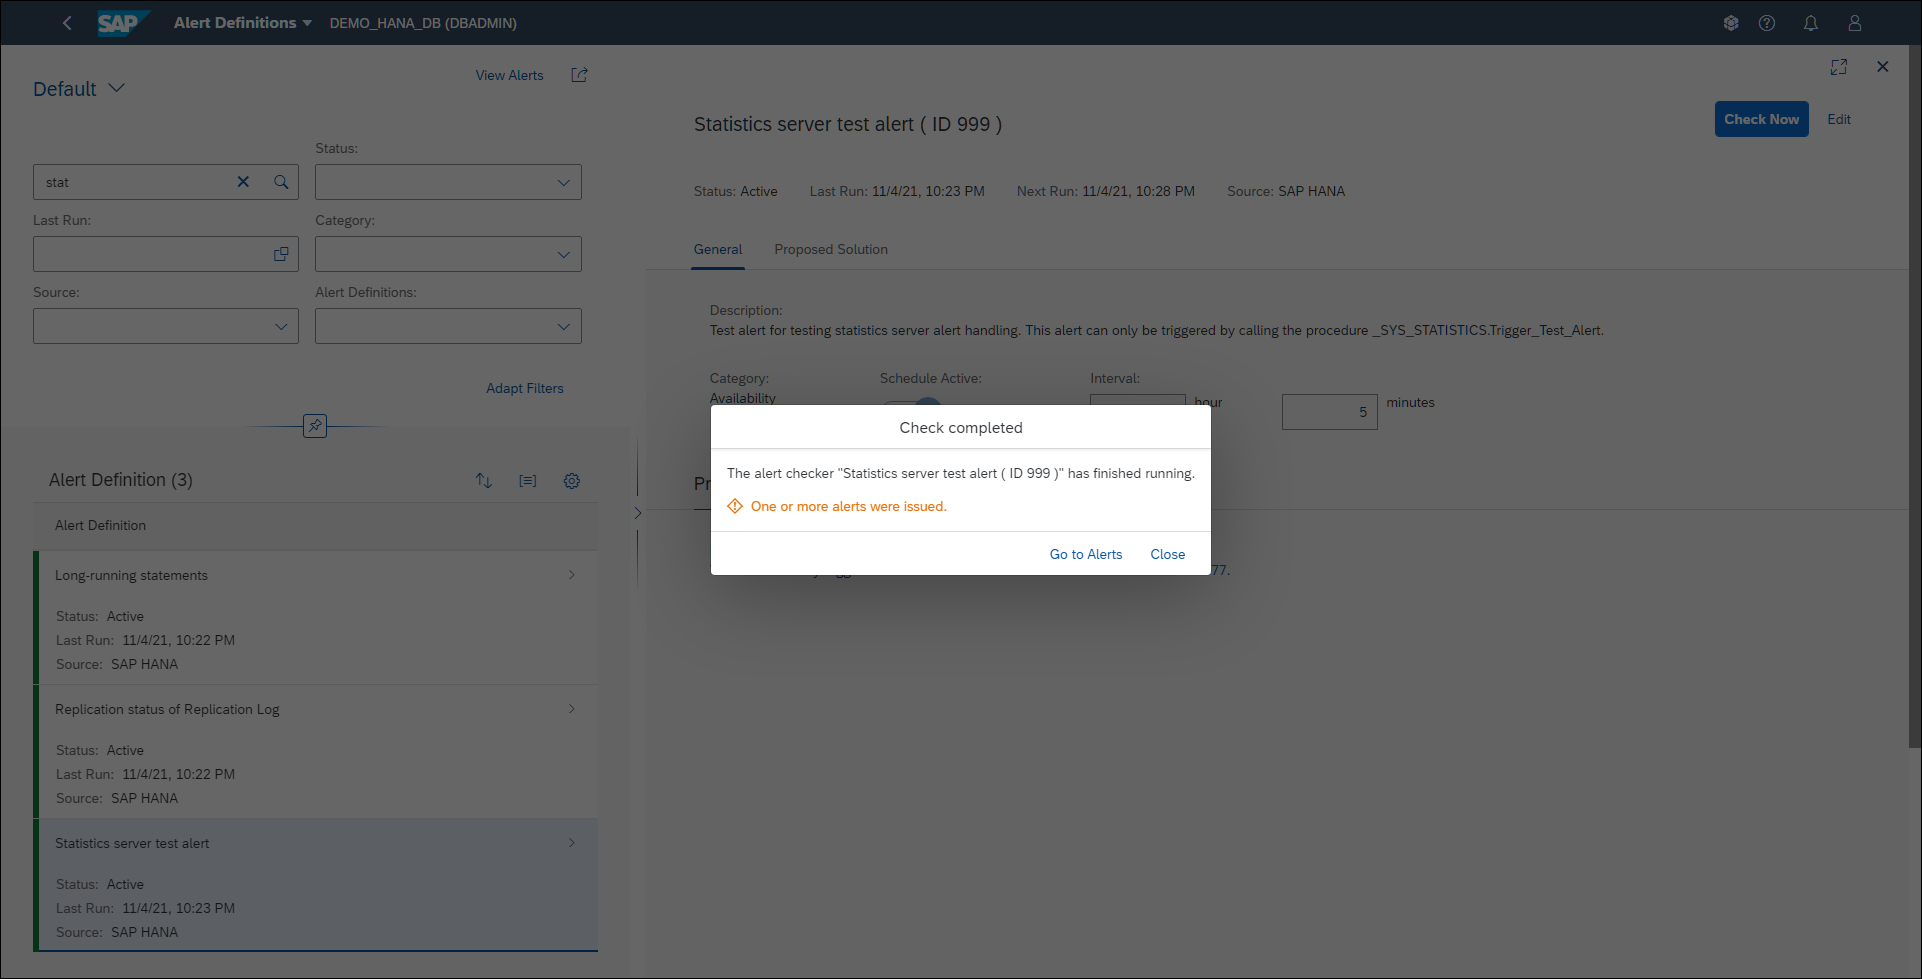 SAP Alert Definitions DEMO_HANA_DB (DBADMIN)
Default
View Alerts
stat
Status:
Last Run:
Category:
Source:
Alert Definitions:
Adapt Filters
Alert Definition (3)
Alert Definition
Long-running statements
Status: Active
Last Run: 11/4/21, 10:22 PM
Source: SAP HANA
Replication status of Replication Log
Status: Active
Last Run: 11/4/21, 10:22 PM
Source: SAP HANA
Statistics server test alert
Status: Active
Last Run: 11/4/21, 10:23 PM
Source: SAP HANA
Statistics server test alert ( ID 999 )
Check Now Edit
Status: Active Last Run: 11/4/21, 10:23 PM Next Run: 11/4/21, 10:28 PM Source: SAP HANA
General Proposed Solution
Description:
Test alert for testing statistics server alert handling. This alert can only be triggered by calling the procedure _SYS_STATISTICS.Trigger_Test_Alert.
Category: Schedule Active: Interval:
Availability hour 5 minutes
Pr
77.
Check completed
The alert checker "Statistics server test alert ( ID 999 )" has finished running.
One or more alerts were issued.
Go to Alerts Close